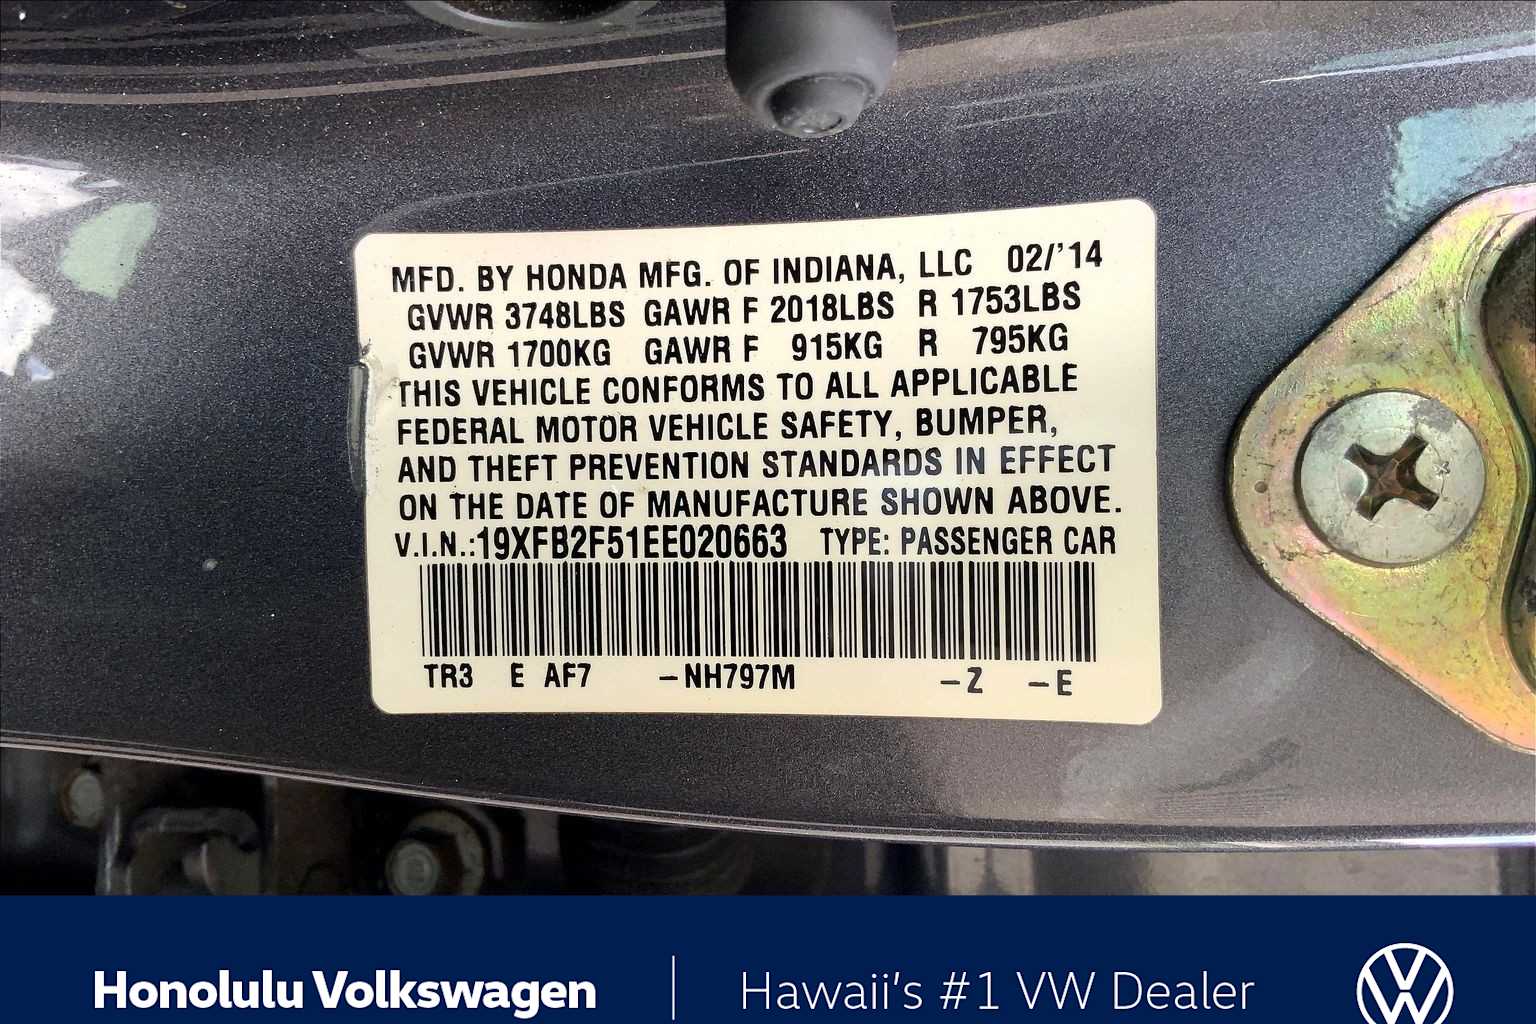 MFD. BY HONDA MFG. OF INDIANA, LLC 02/'14
GVWR 3748LBS GAWR F 2018LBS R 1753LBS
GVWR 1700KG GAWR F 915KG R 795KG
THIS VEHICLE CONFORMS TO ALL APPLICABLE
FEDERAL MOTOR VEHICLE SAFETY, BUMPER,
AND THEFT PREVENTION STANDARDS IN EFFECT
ON THE DATE OF MANUFACTURE SHOWN ABOVE.
V.I.N.:19XFB2F51EE020663 TYPE: PASSENGER CAR
TR3 E AF7 –NH797M –Z –E
Honolulu Volkswagen | Hawaii's #1 VW Dealer